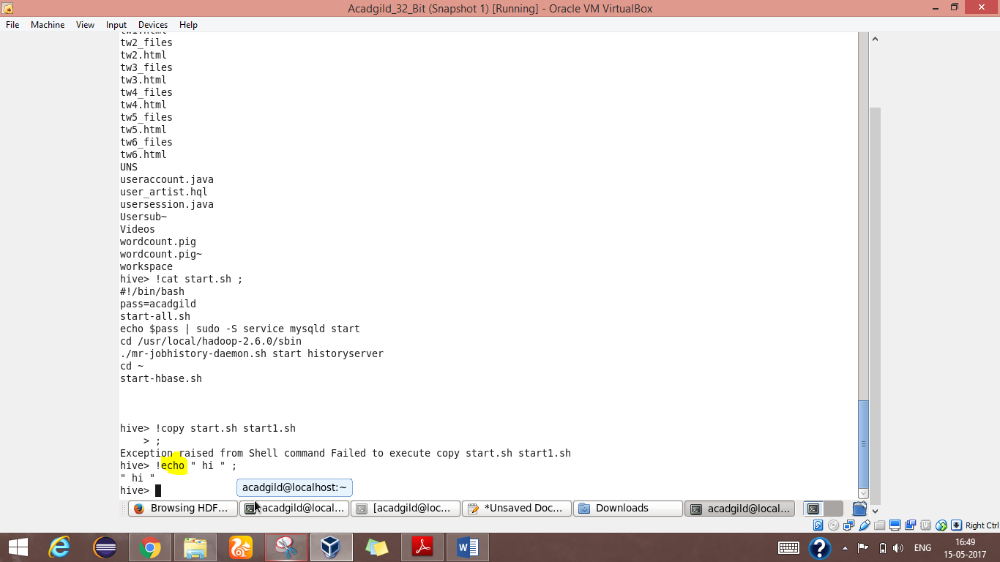 Acadgild_32_Bit (Snapshot 1) [Running] - Oracle VM VirtualBox
File Machine View Input Devices Help
tw1.html
tw2_files
tw2.html
tw3_files
tw3.html
tw4_files
tw4.html
tw5_files
tw5.html
tw6_files
tw6.html
UNS
useraccount.java
user_artist.hql
usersession.java
Usersub~
Videos
wordcount.pig
wordcount.pig~
workspace
hive> !cat start.sh ;
#!/bin/bash
pass=acadgild
start-all.sh
echo $pass | sudo -S service mysqld start
cd /usr/local/hadoop-2.6.0/sbin
./mr-jobhistory-daemon.sh start historyserver
cd ~
start-hbase.sh
hive> !copy start.sh start1.sh
    > ;
Exception raised from Shell command Failed to execute copy start.sh start1.sh
hive> !echo " hi " ;
" hi "
hive>
acadgild@localhost:~
Browsing HDF... acadgild@local... [acadgild@loc... *Unsaved Doc... Downloads acadgild@local...
Right Ctrl
ENG
16:49
15-05-2017